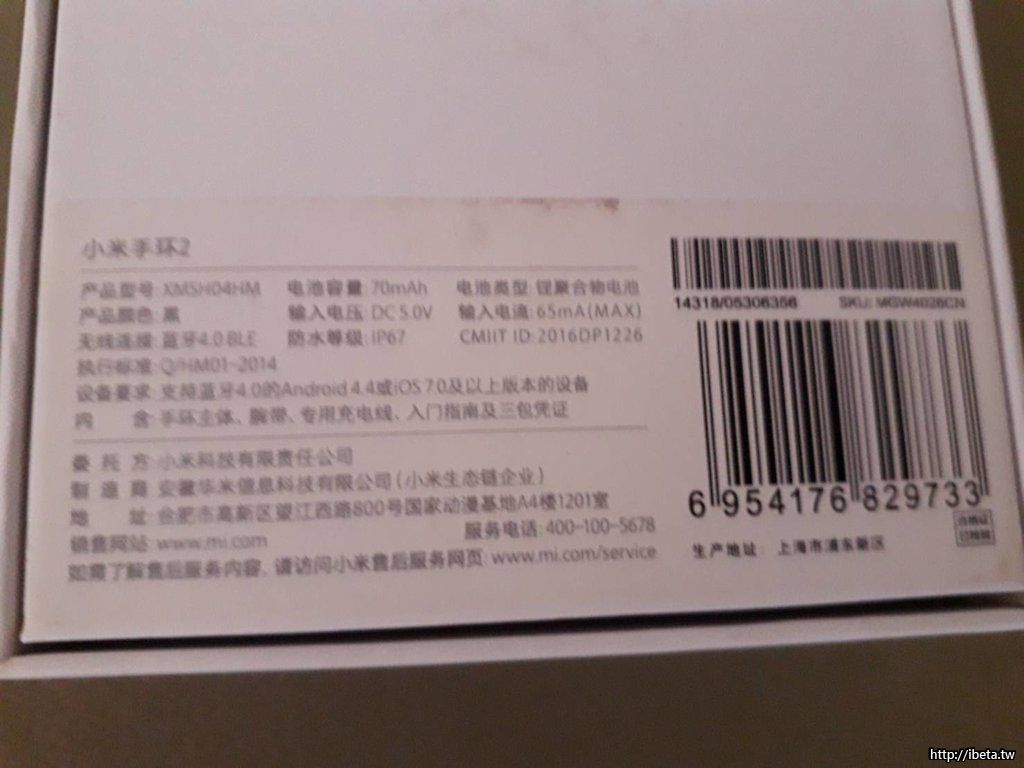 小米手环2
产品型号: XMSH04HM 电池容量: 70mAh 电池类型: 锂聚合物电池
产品颜色: 黑 输入电压: DC 5.0V 输入电流: 65mA(MAX)
无线连接: 蓝牙4.0 BLE 防水等级: IP67 CMIIT ID: 2016DP1226
执行标准: Q/HM01-2014
设备要求: 支持蓝牙4.0的Android 4.4或iOS 7.0及以上版本的设备
内 含: 手环主体、腕带、专用充电线、入门指南及三包凭证
委 托 方: 小米科技有限责任公司
制 造 商: 安徽华米信息科技有限公司(小米生态链企业)
地 址: 合肥市高新区望江西路800号国家动漫基地A4楼1201室
销售网站: www.mi.com 服务电话: 400-100-5678
如需了解售后服务内容, 请访问小米售后服务网页: www.mi.com/service
14318/05306356 SKU: MGW4026CN
6 954176 829733
合格证
已检验
生产地址: 上海市浦东新区
http://ibeta.tw